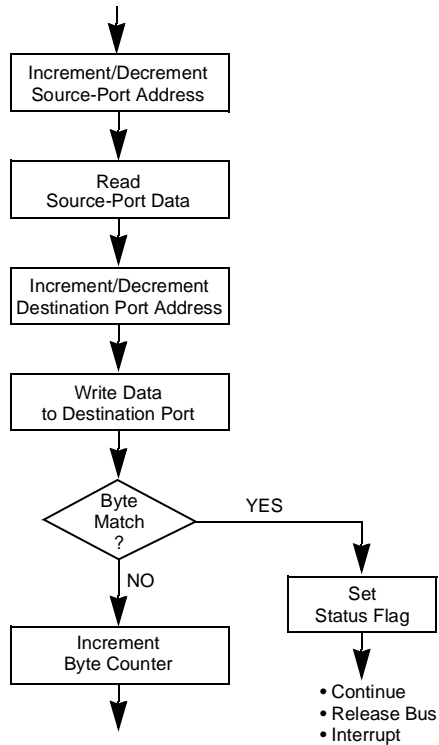 Increment/Decrement
Source-Port Address
Read
Source-Port Data
Increment/Decrement
Destination Port Address
Write Data
to Destination Port
Byte
Match
?
YES
NO
Set
Status Flag
Increment
Byte Counter
• Continue
• Release Bus
• Interrupt